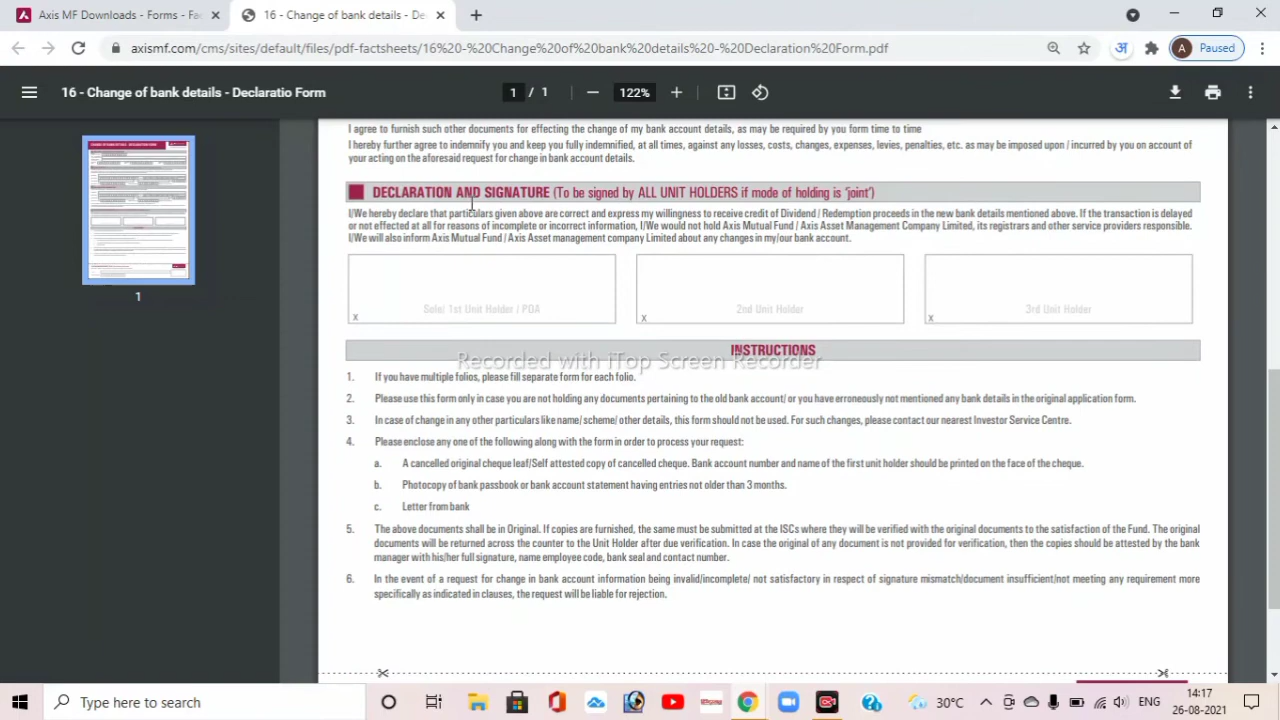 Axis MF Downloads - Forms - Fa
16 - Change of bank details - De
axismf.com/cms/sites/default/files/pdf-factsheets/16%20-%20Change%20of%20bank%20details%20-%20Declaration%20Form.pdf
अ
A Paused
16 - Change of bank details - Declaratio Form
1 / 1
122%
I agree to furnish such other documents for effecting the change of my bank account details, as may be required by you form time to time
I hereby further agree to indemnify you and keep you fully indemnified, at all times, against any losses, costs, changes, expenses, levies, penalties, etc. as may be imposed upon / incurred by you on account of
your acting on the aforesaid request for change in bank account details.
DECLARATION AND SIGNATURE (To be signed by ALL UNIT HOLDERS if mode of holding is 'joint')
I/We hereby declare that particulars given above are correct and express my willingness to receive credit of Dividend / Redemption proceeds in the new bank details mentioned above. If the transaction is delayed
or not effected at all for reasons of incomplete or incorrect information, I/We would not hold Axis Mutual Fund / Axis Asset Management Company Limited, its registrars and other service providers responsible.
I/We will also inform Axis Mutual Fund / Axis Asset management company Limited about any changes in my/our bank account.
Sole/ 1st Unit Holder / POA
2nd Unit Holder
3rd Unit Holder
x
x
x
1
INSTRUCTIONS
Recorded with iTop Screen Recorder
1. If you have multiple folios, please fill separate form for each folio.
2. Please use this form only in case you are not holding any documents pertaining to the old bank account/ or you have erroneously not mentioned any bank details in the original application form.
3. In case of change in any other particulars like name/ scheme/ other details, this form should not be used. For such changes, please contact our nearest Investor Service Centre.
4. Please enclose any one of the following along with the form in order to process your request:
a. A cancelled original cheque leaf/Self attested copy of cancelled cheque. Bank account number and name of the first unit holder should be printed on the face of the cheque.
b. Photocopy of bank passbook or bank account statement having entries not older than 3 months.
c. Letter from bank
5. The above documents shall be in Original. If copies are furnished, the same must be submitted at the ISCs where they will be verified with the original documents to the satisfaction of the Fund. The original
documents will be returned across the counter to the Unit Holder after due verification. In case the original of any document is not provided for verification, then the copies should be attested by the bank
manager with his/her full signature, name employee code, bank seal and contact number.
6. In the event of a request for change in bank account information being invalid/incomplete/ not satisfactory in respect of signature mismatch/document insufficient/not meeting any requirement more
specifically as indicated in clauses, the request will be liable for rejection.
Type here to search
30°C
ENG
14:17
26-08-2021